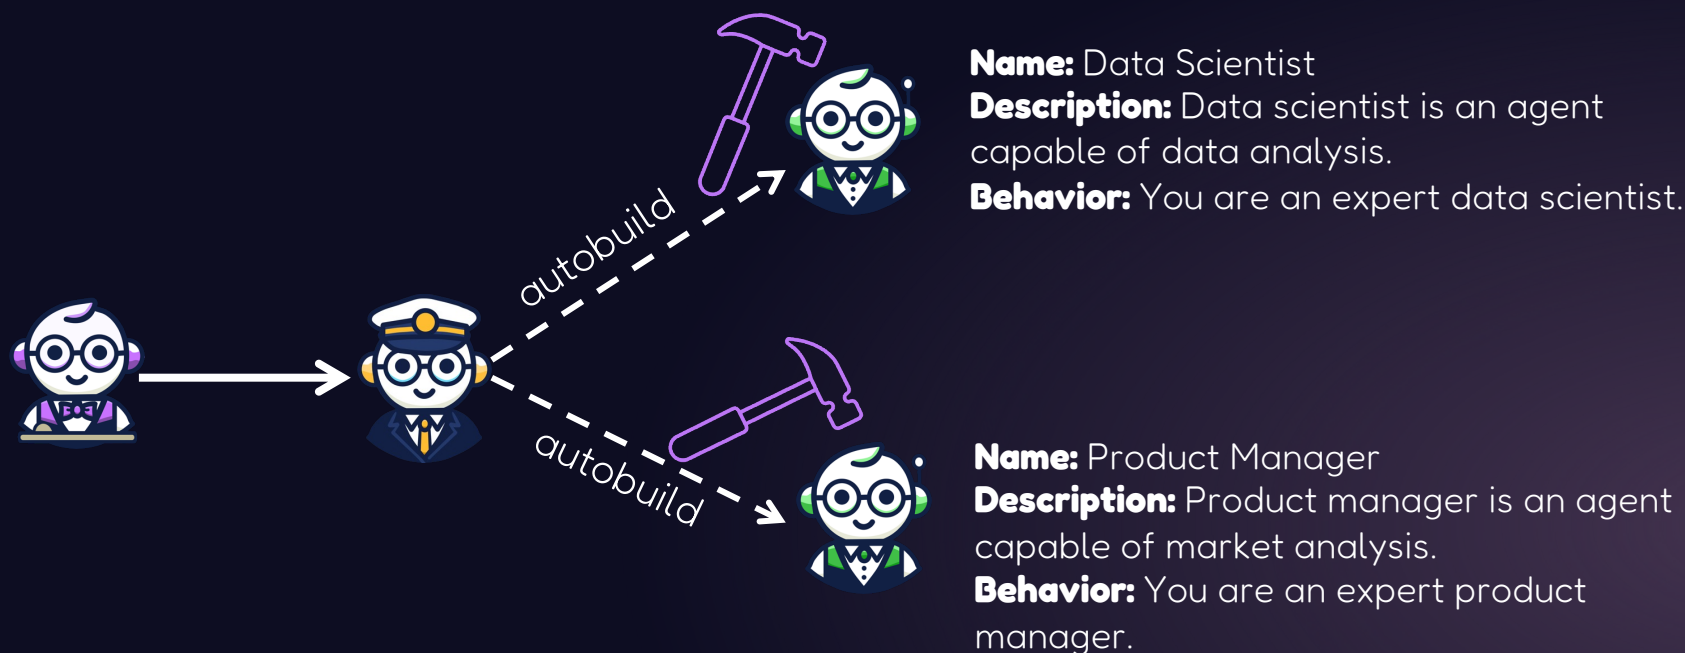 autobuild
Name: Data Scientist
Description: Data scientist is an agent
capable of data analysis.
Behavior: You are an expert data scientist.
autobuild
Name: Product Manager
Description: Product manager is an agent
capable of market analysis.
Behavior: You are an expert product
manager.